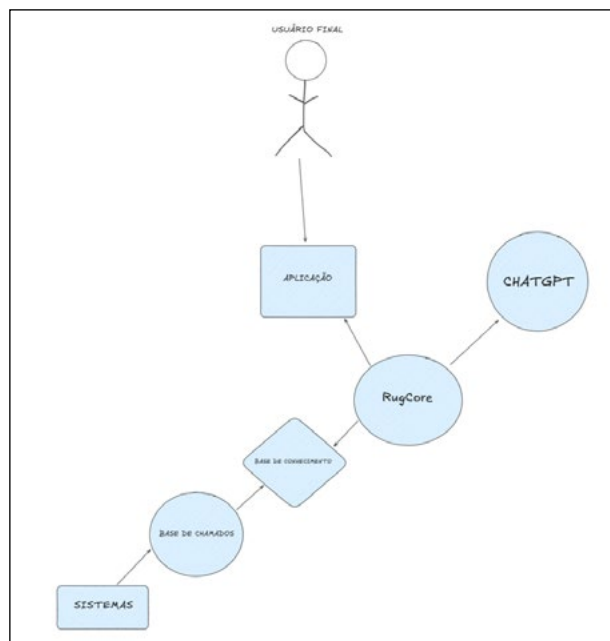 USUÁRIO FINAL
APLICAÇÃO
CHATGPT
RugCore
BASE DE CONHECIMENTO
BASE DE CHAMADOS
SISTEMAS